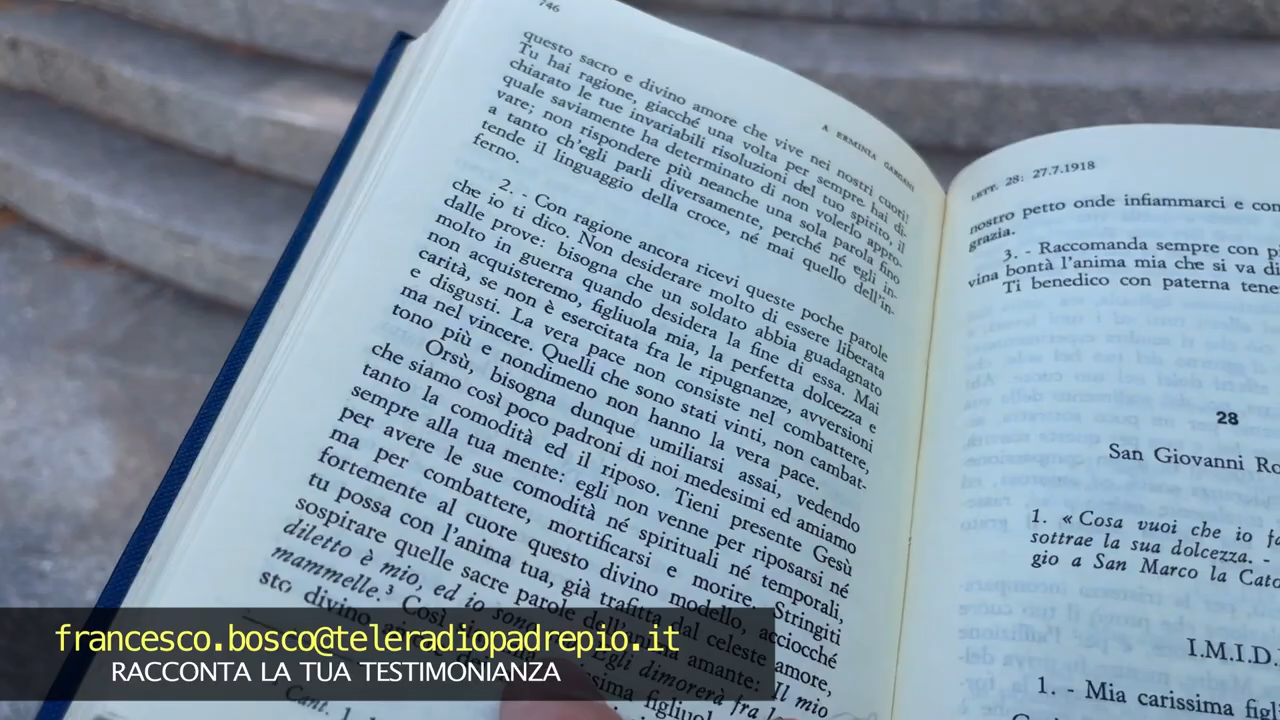 746
A ERMINIA GARGANI
questo sacro e divino amore che vive nei nostri cuori!
Tu hai ragione, giacché una volta per sempre hai di-
chiarato le tue invariabili risoluzioni del tuo spirito, il
quale saviamente ha determinato di non volerlo appro-
vare; non rispondere più neanche una sola parola fino
a tanto ch'egli parli diversamente, perché né egli in-
tende il linguaggio della croce, né mai quello dell'in-
ferno.
2. - Con ragione ancora ricevi queste poche parole
che io ti dico. Non desiderare molto di essere liberata
dalle prove: bisogna che un soldato abbia guadagnato
molto in guerra quando desidera la fine di essa. Mai
non acquisteremo, figliuola mia, la perfetta dolcezza e
carità, se non è esercitata fra le ripugnanze, avversioni
e disgusti. La vera pace non consiste nel combattere,
ma nel vincere. Quelli che sono stati vinti, non combat-
tono più e nondimeno non hanno la vera pace.
Orsù, bisogna dunque umiliarsi assai, vedendo
che siamo così poco padroni di noi medesimi ed amiamo
tanto la comodità ed il riposo. Tieni presente Gesù
sempre alla tua mente: egli non venne per riposarsi né
per avere le sue comodità né spirituali né temporali,
ma per combattere, mortificarsi e morire. Stringiti
fortemente al cuore questo divino modello, acciocché
tu possa con l'anima tua, già trafitta dal celeste amore,
sospirare quelle sacre parole dell'anima amante: Il mio
diletto è mio, ed io sono Egli dimorerà fra le
mammelle.³ Così figliuol
sto divino
Cant. 1,
LETT. 28: 27.7.1918
nostro petto onde infiammarci e con
grazia.
3. - Raccomanda sempre con p
vina bontà l'anima mia che si va di
Ti benedico con paterna tene
28
San Giovanni Ro
1. « Cosa vuoi che io fa
sottrae la sua dolcezza. -
gio a San Marco la Cato
I.M.I.D.
1. - Mia carissima figl
francesco.bosco@teleradiopadrepio.it
RACCONTA LA TUA TESTIMONIANZA